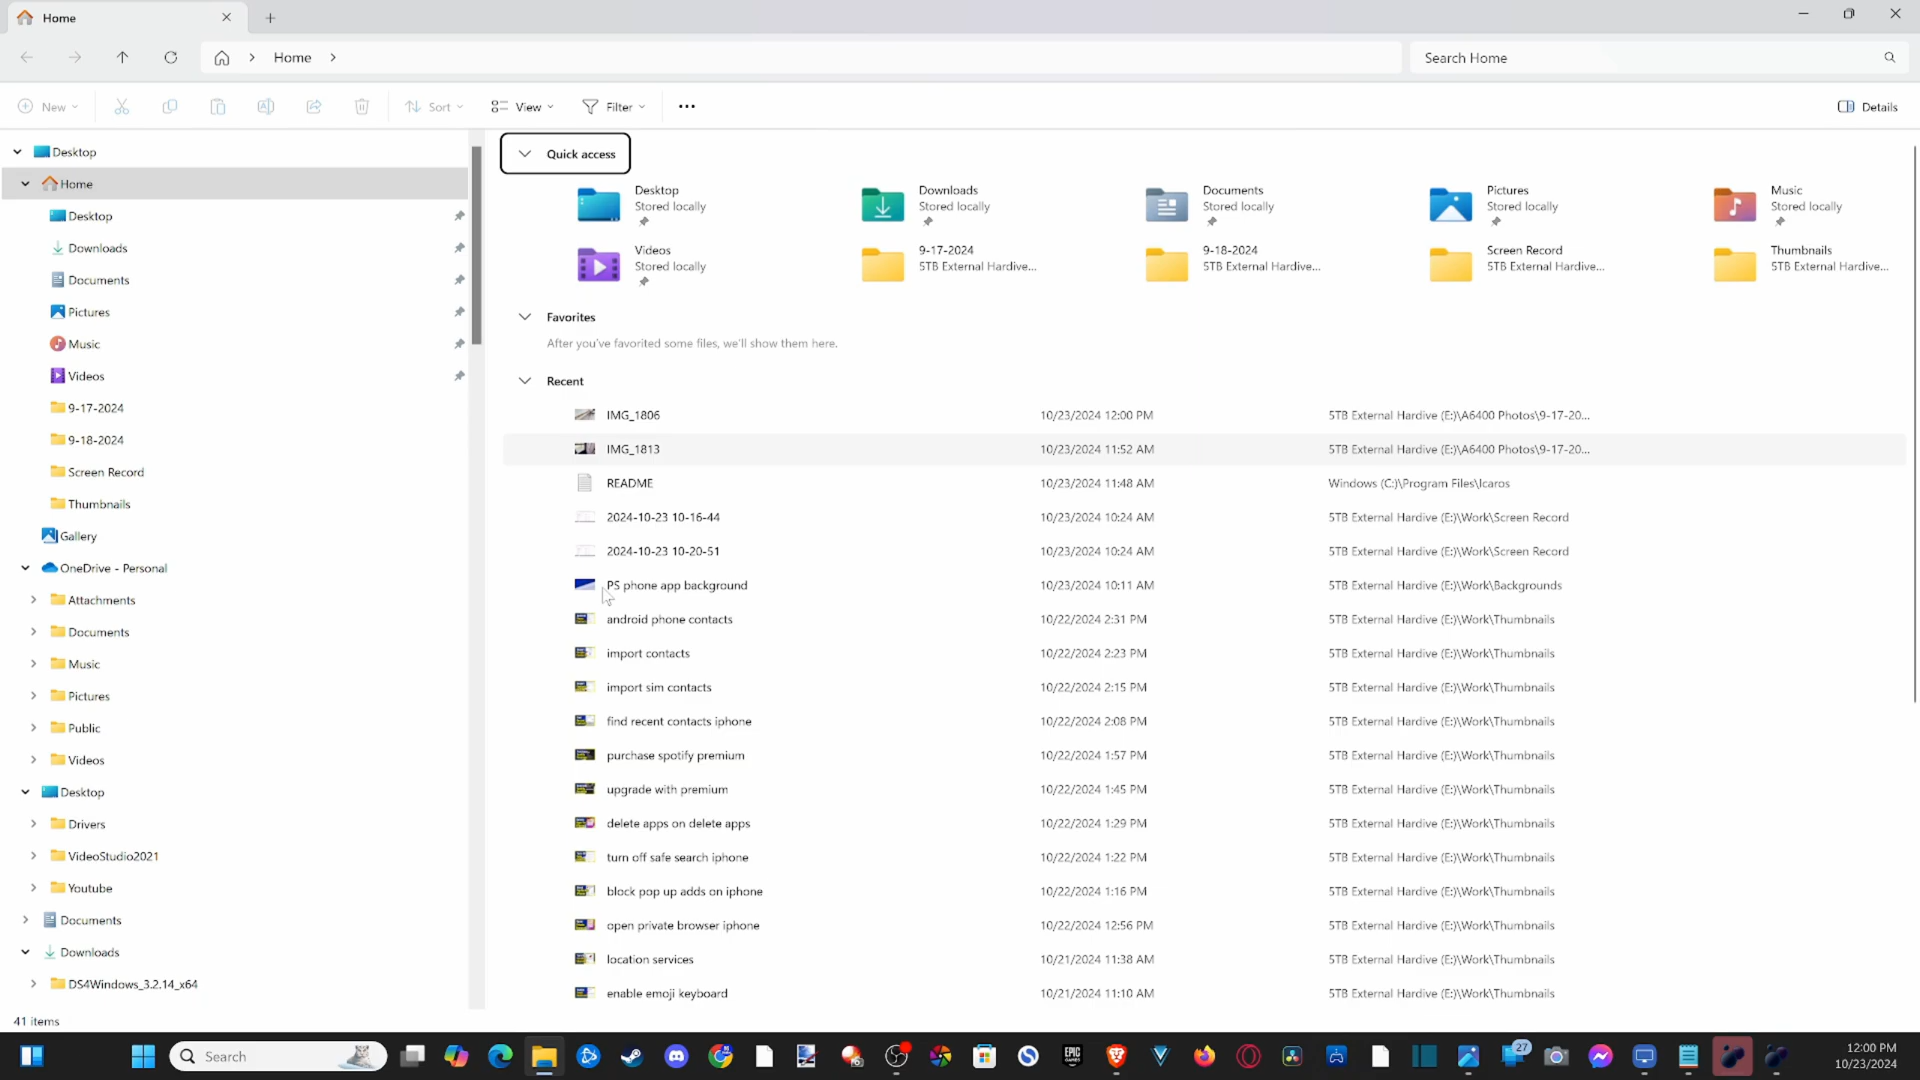 Home
Home
Search Home
New
Sort
View
Filter
Details
Desktop
Home
Desktop
Downloads
Documents
Pictures
Music
Videos
9-17-2024
9-18-2024
Screen Record
Thumbnails
Gallery
OneDrive - Personal
Attachments
Documents
Music
Pictures
Public
Videos
Desktop
Drivers
VideoStudio2021
Youtube
Documents
Downloads
DS4Windows_3.2.14_x64
41 items
Quick access
Desktop
Stored locally
Downloads
Stored locally
Documents
Stored locally
Pictures
Stored locally
Music
Stored locally
Videos
Stored locally
9-17-2024
5TB External Hardive...
9-18-2024
5TB External Hardive...
Screen Record
5TB External Hardive...
Thumbnails
5TB External Hardive...
Favorites
After you've favorited some files, we'll show them here.
Recent
IMG_1806 10/23/2024 12:00 PM 5TB External Hardive (E:)\A6400 Photos\9-17-20...
IMG_1813 10/23/2024 11:52 AM 5TB External Hardive (E:)\A6400 Photos\9-17-20...
README 10/23/2024 11:48 AM Windows (C:)\Program Files\Icaros
2024-10-23 10-16-44 10/23/2024 10:24 AM 5TB External Hardive (E:)\Work\Screen Record
2024-10-23 10-20-51 10/23/2024 10:24 AM 5TB External Hardive (E:)\Work\Screen Record
PS phone app background 10/23/2024 10:11 AM 5TB External Hardive (E:)\Work\Backgrounds
android phone contacts 10/22/2024 2:31 PM 5TB External Hardive (E:)\Work\Thumbnails
import contacts 10/22/2024 2:23 PM 5TB External Hardive (E:)\Work\Thumbnails
import sim contacts 10/22/2024 2:15 PM 5TB External Hardive (E:)\Work\Thumbnails
find recent contacts iphone 10/22/2024 2:08 PM 5TB External Hardive (E:)\Work\Thumbnails
purchase spotify premium 10/22/2024 1:57 PM 5TB External Hardive (E:)\Work\Thumbnails
upgrade with premium 10/22/2024 1:45 PM 5TB External Hardive (E:)\Work\Thumbnails
delete apps on delete apps 10/22/2024 1:29 PM 5TB External Hardive (E:)\Work\Thumbnails
turn off safe search iphone 10/22/2024 1:22 PM 5TB External Hardive (E:)\Work\Thumbnails
block pop up adds on iphone 10/22/2024 1:16 PM 5TB External Hardive (E:)\Work\Thumbnails
open private browser iphone 10/22/2024 12:56 PM 5TB External Hardive (E:)\Work\Thumbnails
location services 10/21/2024 11:38 AM 5TB External Hardive (E:)\Work\Thumbnails
enable emoji keyboard 10/21/2024 11:10 AM 5TB External Hardive (E:)\Work\Thumbnails
Search
EPIC
GAMES
27
12:00 PM
10/23/2024